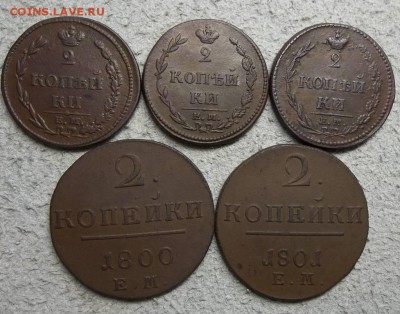 COINS.LAVE.RU
2
КОПѢЙ
КИ
Е.М.
2
КОПѢЙ
КИ
Е.М.
2
КОПѢЙ
КИ
2.
КОПЕЙКИ
1800
Е.М.
2.
КОПЕЙКИ
1801
Е.М.